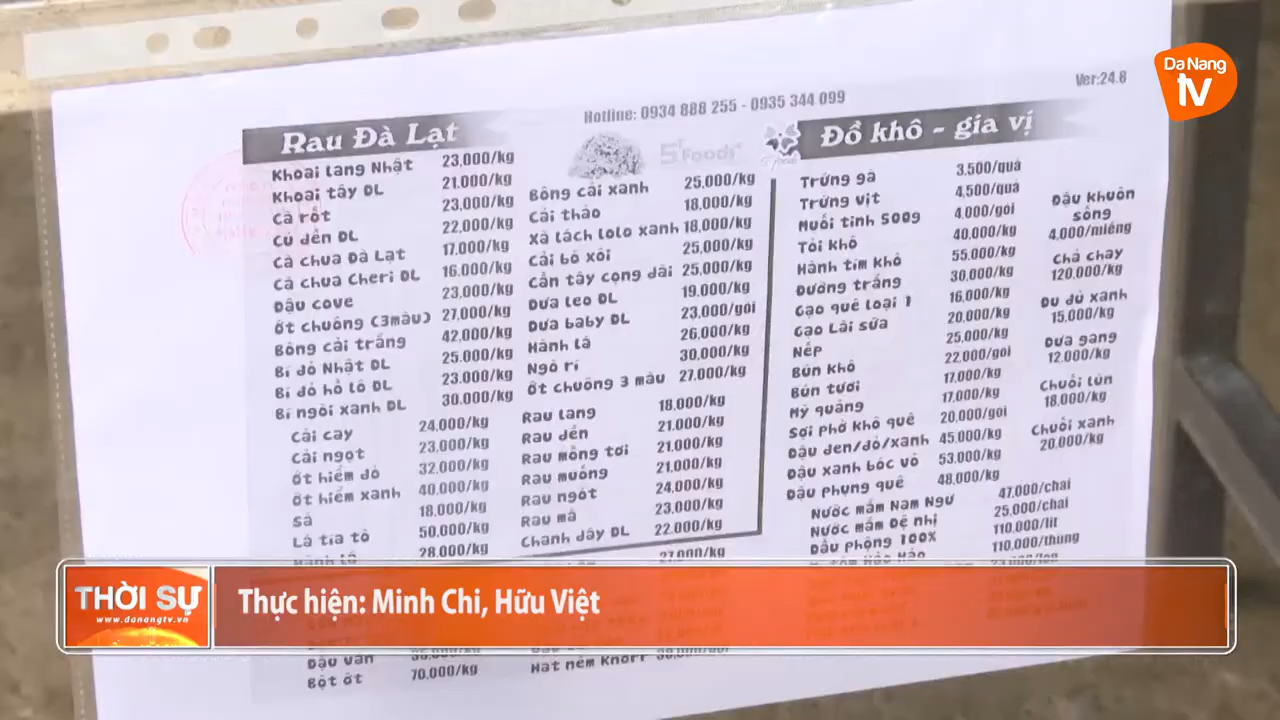 Da Nang
tv
Ver:24.8
Hotline: 0934 888 255 - 0935 344 099
Rau Đà Lạt
Khoai lang Nhật 23,000/kg
Khoai tây ĐL 21.000/kg
Cà rốt 23,000/kg
Củ dền ĐL 22,000/kg
Cà chua Đà Lạt 17.000/kg
Cà chua Cheri ĐL 16.000/kg
Đậu cove 23,000/kg
Ớt chuông (3màu) 27,000/kg
Bông cải trắng 42,000/kg
Bí đỏ Nhật ĐL 25.000/kg
Bí đỏ hồ lô ĐL 23.000/kg
Bí ngòi xanh ĐL 30.000/kg
Cải cay 24.000/kg
Cải ngọt 23,000/kg
Ớt hiểm đỏ 32.000/kg
Ớt hiểm xanh 40,000/kg
Sả 18,000/kg
Lá tía tô 50.000/kg
Hành lá 28.000/kg
Đậu ván
Bột ớt 70.000/kg
5T Foods
Bông cải xanh 25,000/kg
Cải thảo 18.000/kg
Xà lách lolo xanh 18,000/kg
Cải bó xôi 25,000/kg
Cần tây cọng dài 25,000/kg
Dưa leo ĐL 19.000/kg
Dưa baby ĐL 23,000/gói
Hành lá 26.000/kg
Ngò rí 30,000/kg
Ớt chuông 3 màu 27.000/kg
Rau lang 18.000/kg
Rau dền 21.000/kg
Rau mồng tơi 21.000/kg
Rau muống 21.000/kg
Rau ngót 24.000/kg
Rau má 23.000/kg
Chanh dây ĐL 22.000/kg
27.000/kg
Hạt nêm Knorr
Đồ khô - gia vị
Trứng gà 3.500/quả
Trứng vịt 4,500/quả
Muối tinh 500g 4,000/gói
Tỏi khô 40,000/kg
Hành tím khô 55.000/kg
Đường trắng 30.000/kg
Gạo quê loại 1 16,000/kg
Gạo Lài sữa 20,000/kg
Nếp 25,000/kg
Bún khô 22,000/gói
Bún tươi 17.000/kg
Mỳ quảng 17.000/kg
Sợi phở khô quê 20,000/gói
Đậu đen/đỏ/xanh 45.000/kg
Đậu xanh bóc vỏ 53.000/kg
Đậu phụng quê 48.000/kg
Nước mắm Nam Ngư 47,000/chai
Nước mắm Đệ nhị 25,000/chai
Dầu phộng 100% 110,000/lít
110,000/thùng
Đậu khuôn
sống
4.000/miếng
Chả chay
120,000/kg
Đu đủ xanh
15,000/kg
Dưa gang
12.000/kg
Chuối lùn
18,000/kg
Chuối xanh
20.000/kg
THỜI SỰ
www.danangtv.vn
Thực hiện: Minh Chi, Hữu Việt